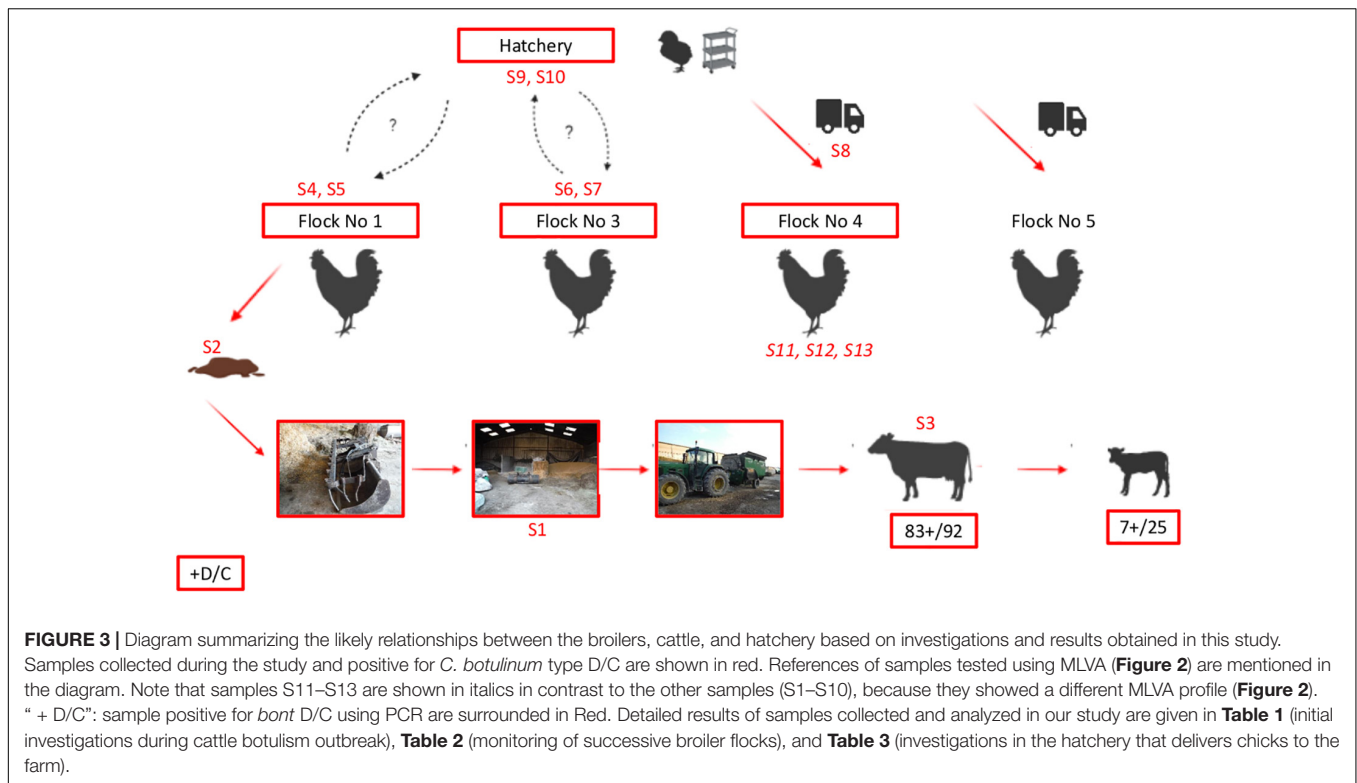 Hatchery
S9, S10
?
?
S8
S4, S5
S6, S7
Flock No 1
Flock No 3
Flock No 4
Flock No 5
S11, S12, S13
S2
S3
S1
83+/92
7+/25
+D/C
FIGURE 3 | Diagram summarizing the likely relationships between the broilers, cattle, and hatchery based on investigations and results obtained in this study.
Samples collected during the study and positive for C. botulinum type D/C are shown in red. References of samples tested using MLVA (Figure 2) are mentioned in
the diagram. Note that samples S11–S13 are shown in italics in contrast to the other samples (S1–S10), because they showed a different MLVA profile (Figure 2).
" + D/C": sample positive for bont D/C using PCR are surrounded in Red. Detailed results of samples collected and analyzed in our study are given in Table 1 (initial
investigations during cattle botulism outbreak), Table 2 (monitoring of successive broiler flocks), and Table 3 (investigations in the hatchery that delivers chicks to the
farm).